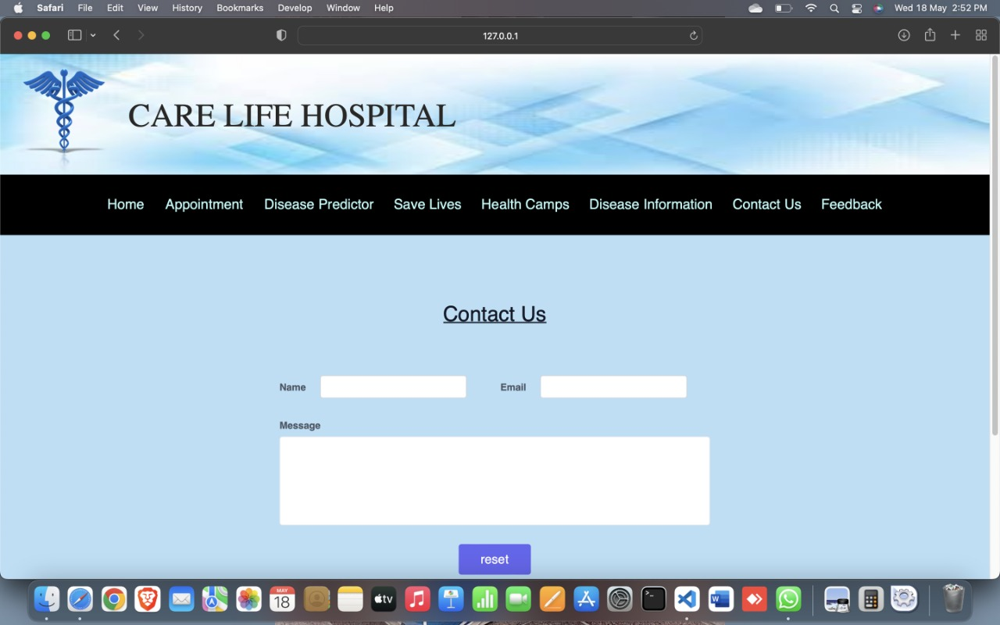 Safari File Edit View History Bookmarks Develop Window Help Wed 18 May 2:52 PM
127.0.0.1
CARE LIFE HOSPITAL
Home Appointment Disease Predictor Save Lives Health Camps Disease Information Contact Us Feedback
Contact Us
Name Email
Message
reset
MAY
18
tv
>_
W